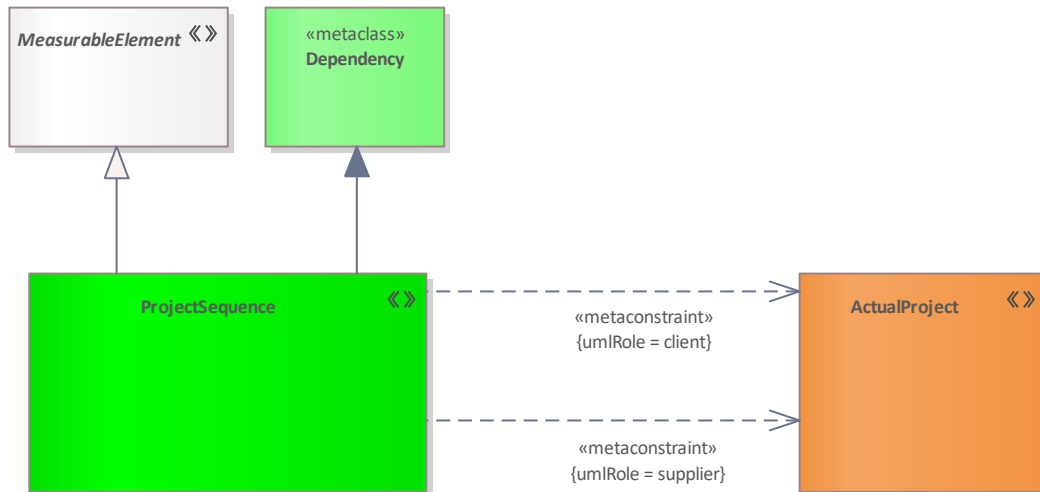 MeasurableElement
«metaclass»
Dependency
ProjectSequence
ActualProject
«metaconstraint»
{umlRole = client}
«metaconstraint»
{umlRole = supplier}